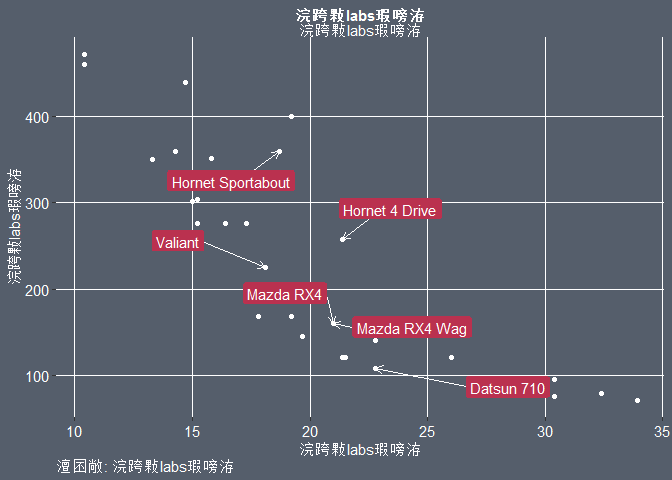 浣跨敤labs瑕嗙洊
浣跨敤labs瑕嗙洊
浣跨敤labs瑕嗙洊
400
300
200
100
Hornet Sportabout
Hornet 4 Drive
Valiant
Mazda RX4
Mazda RX4 Wag
Datsun 710
10 15 20 25 30 35
浣跨敤labs瑕嗙洊
澶囨敞: 浣跨敤labs瑕嗙洊